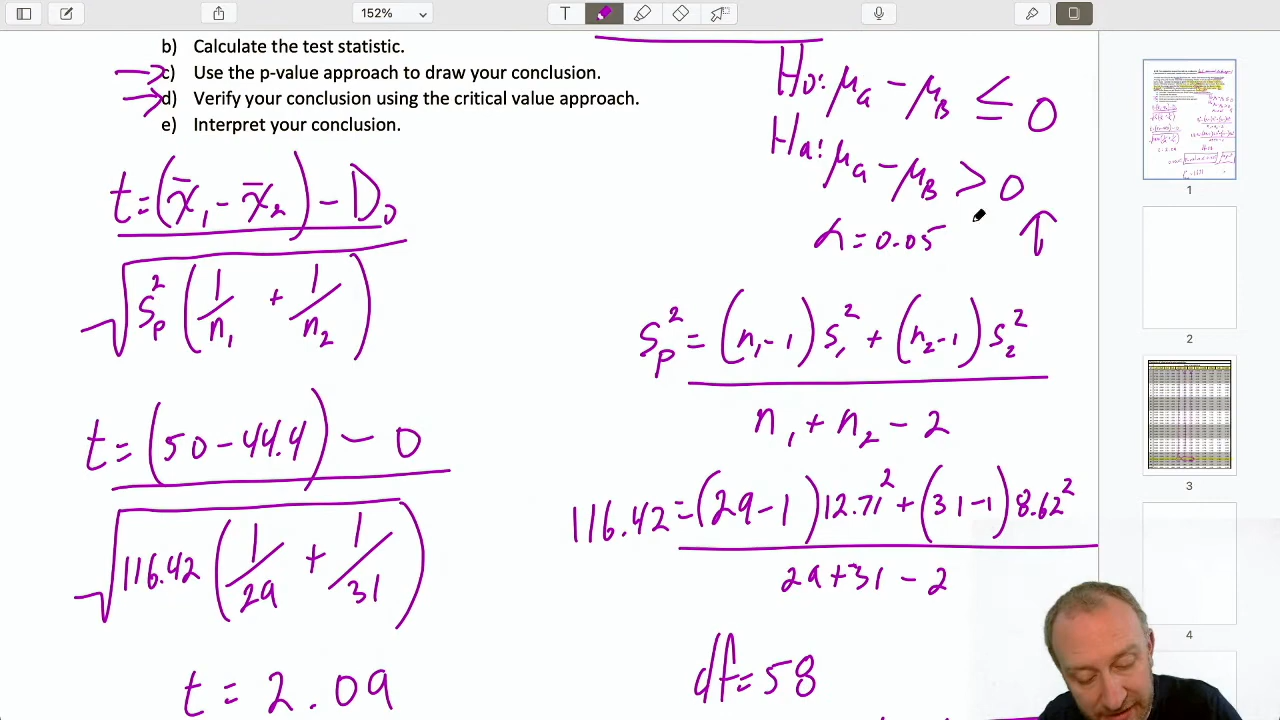 152%
b) Calculate the test statistic.
c) Use the p-value approach to draw your conclusion.
d) Verify your conclusion using the critical value approach.
e) Interpret your conclusion.
H0: μa − μB ≤ 0
Ha: μa − μB > 0
α = 0.05 ↑
t = (x̄1 − x̄2) − D0
√ Sp² (1/n1 + 1/n2)
Sp² = (n1−1) S1² + (n2−1) S2²
n1 + n2 − 2
t = (50 − 44.4) − 0
√ 116.42 (1/29 + 1/31)
116.42 = (29−1) 12.71² + (31−1) 8.62²
29 + 31 − 2
t = 2.09
df = 58
1
2
3
4